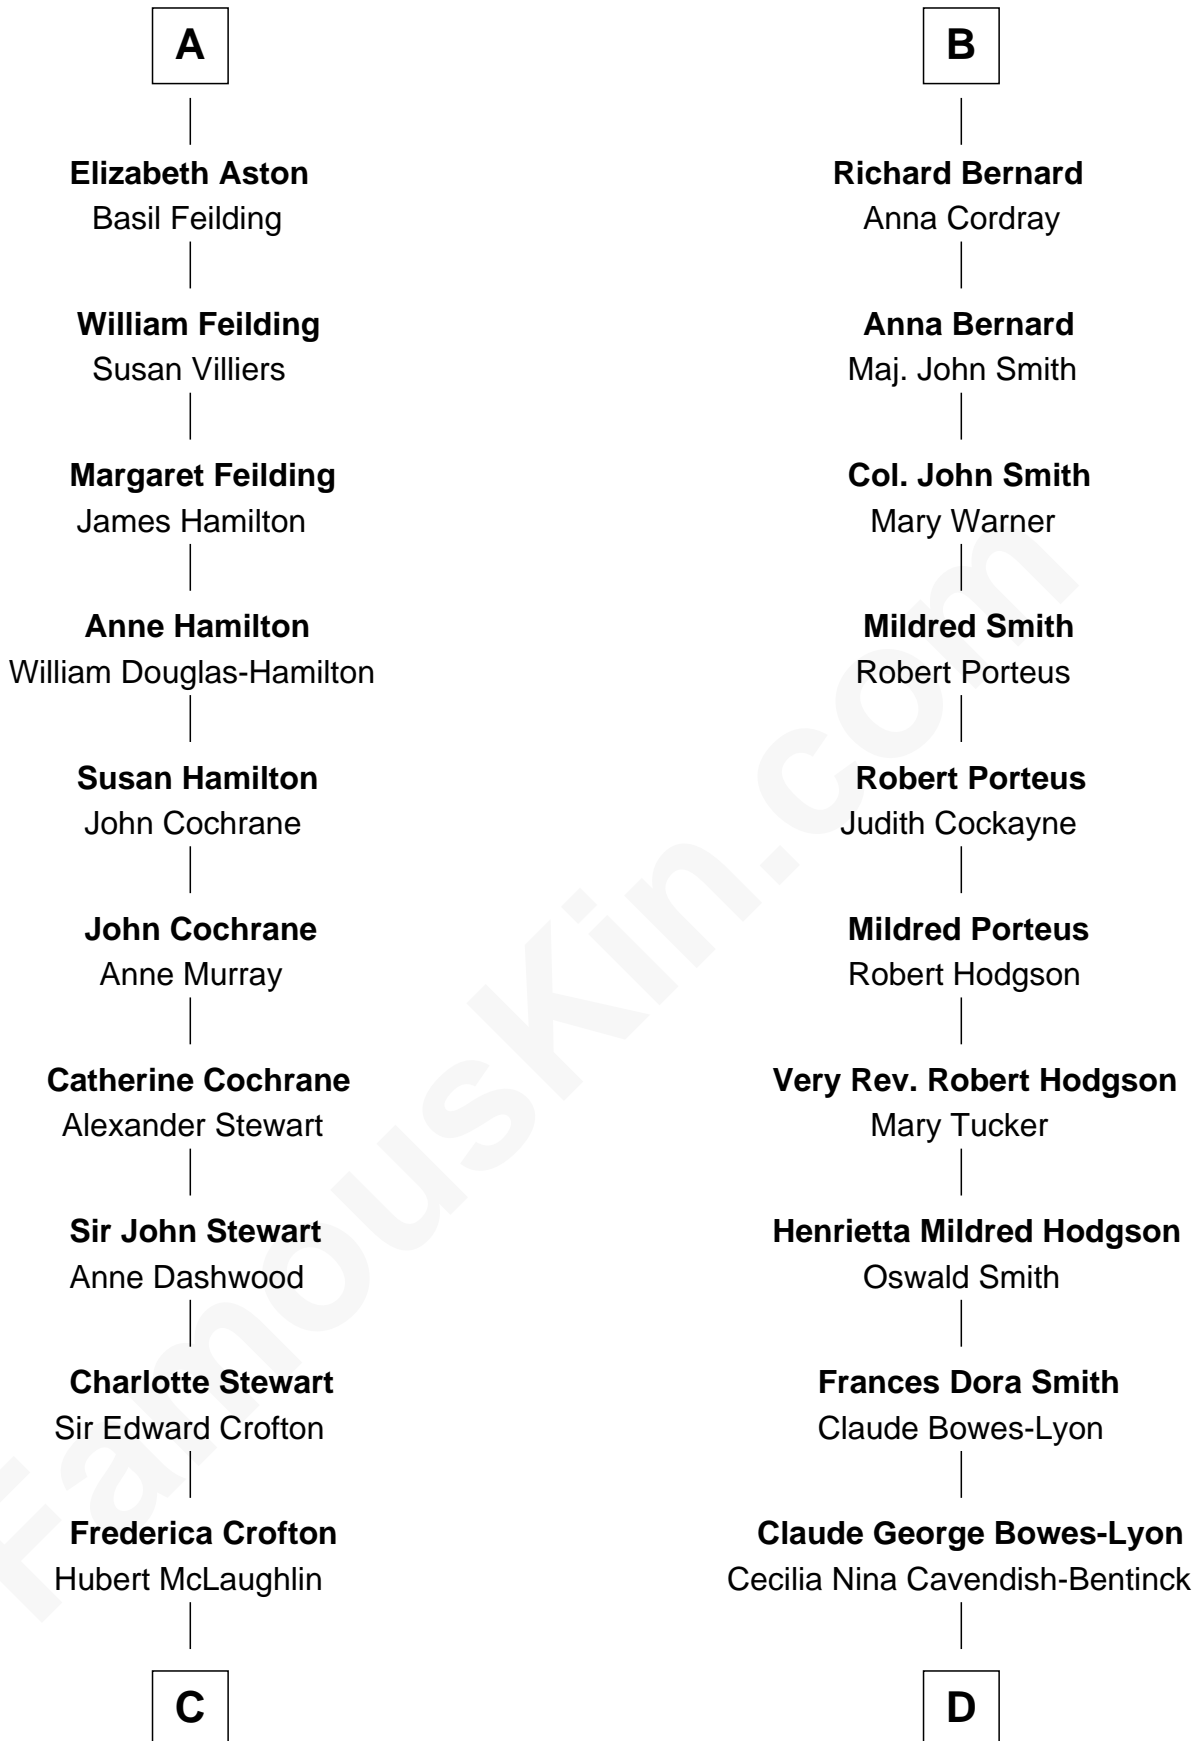 A
Elizabeth Aston
Basil Feilding
William Feilding
Susan Villiers
Margaret Feilding
James Hamilton
Anne Hamilton
William Douglas-Hamilton
Susan Hamilton
John Cochrane
John Cochrane
Anne Murray
Catherine Cochrane
Alexander Stewart
Sir John Stewart
Anne Dashwood
Charlotte Stewart
Sir Edward Crofton
Frederica Crofton
Hubert McLaughlin
C
B
Richard Bernard
Anna Cordray
Anna Bernard
Maj. John Smith
Col. John Smith
Mary Warner
Mildred Smith
Robert Porteus
Robert Porteus
Judith Cockayne
Mildred Porteus
Robert Hodgson
Very Rev. Robert Hodgson
Mary Tucker
Henrietta Mildred Hodgson
Oswald Smith
Frances Dora Smith
Claude Bowes-Lyon
Claude George Bowes-Lyon
Cecilia Nina Cavendish-Bentinck
D
FamousKin.com